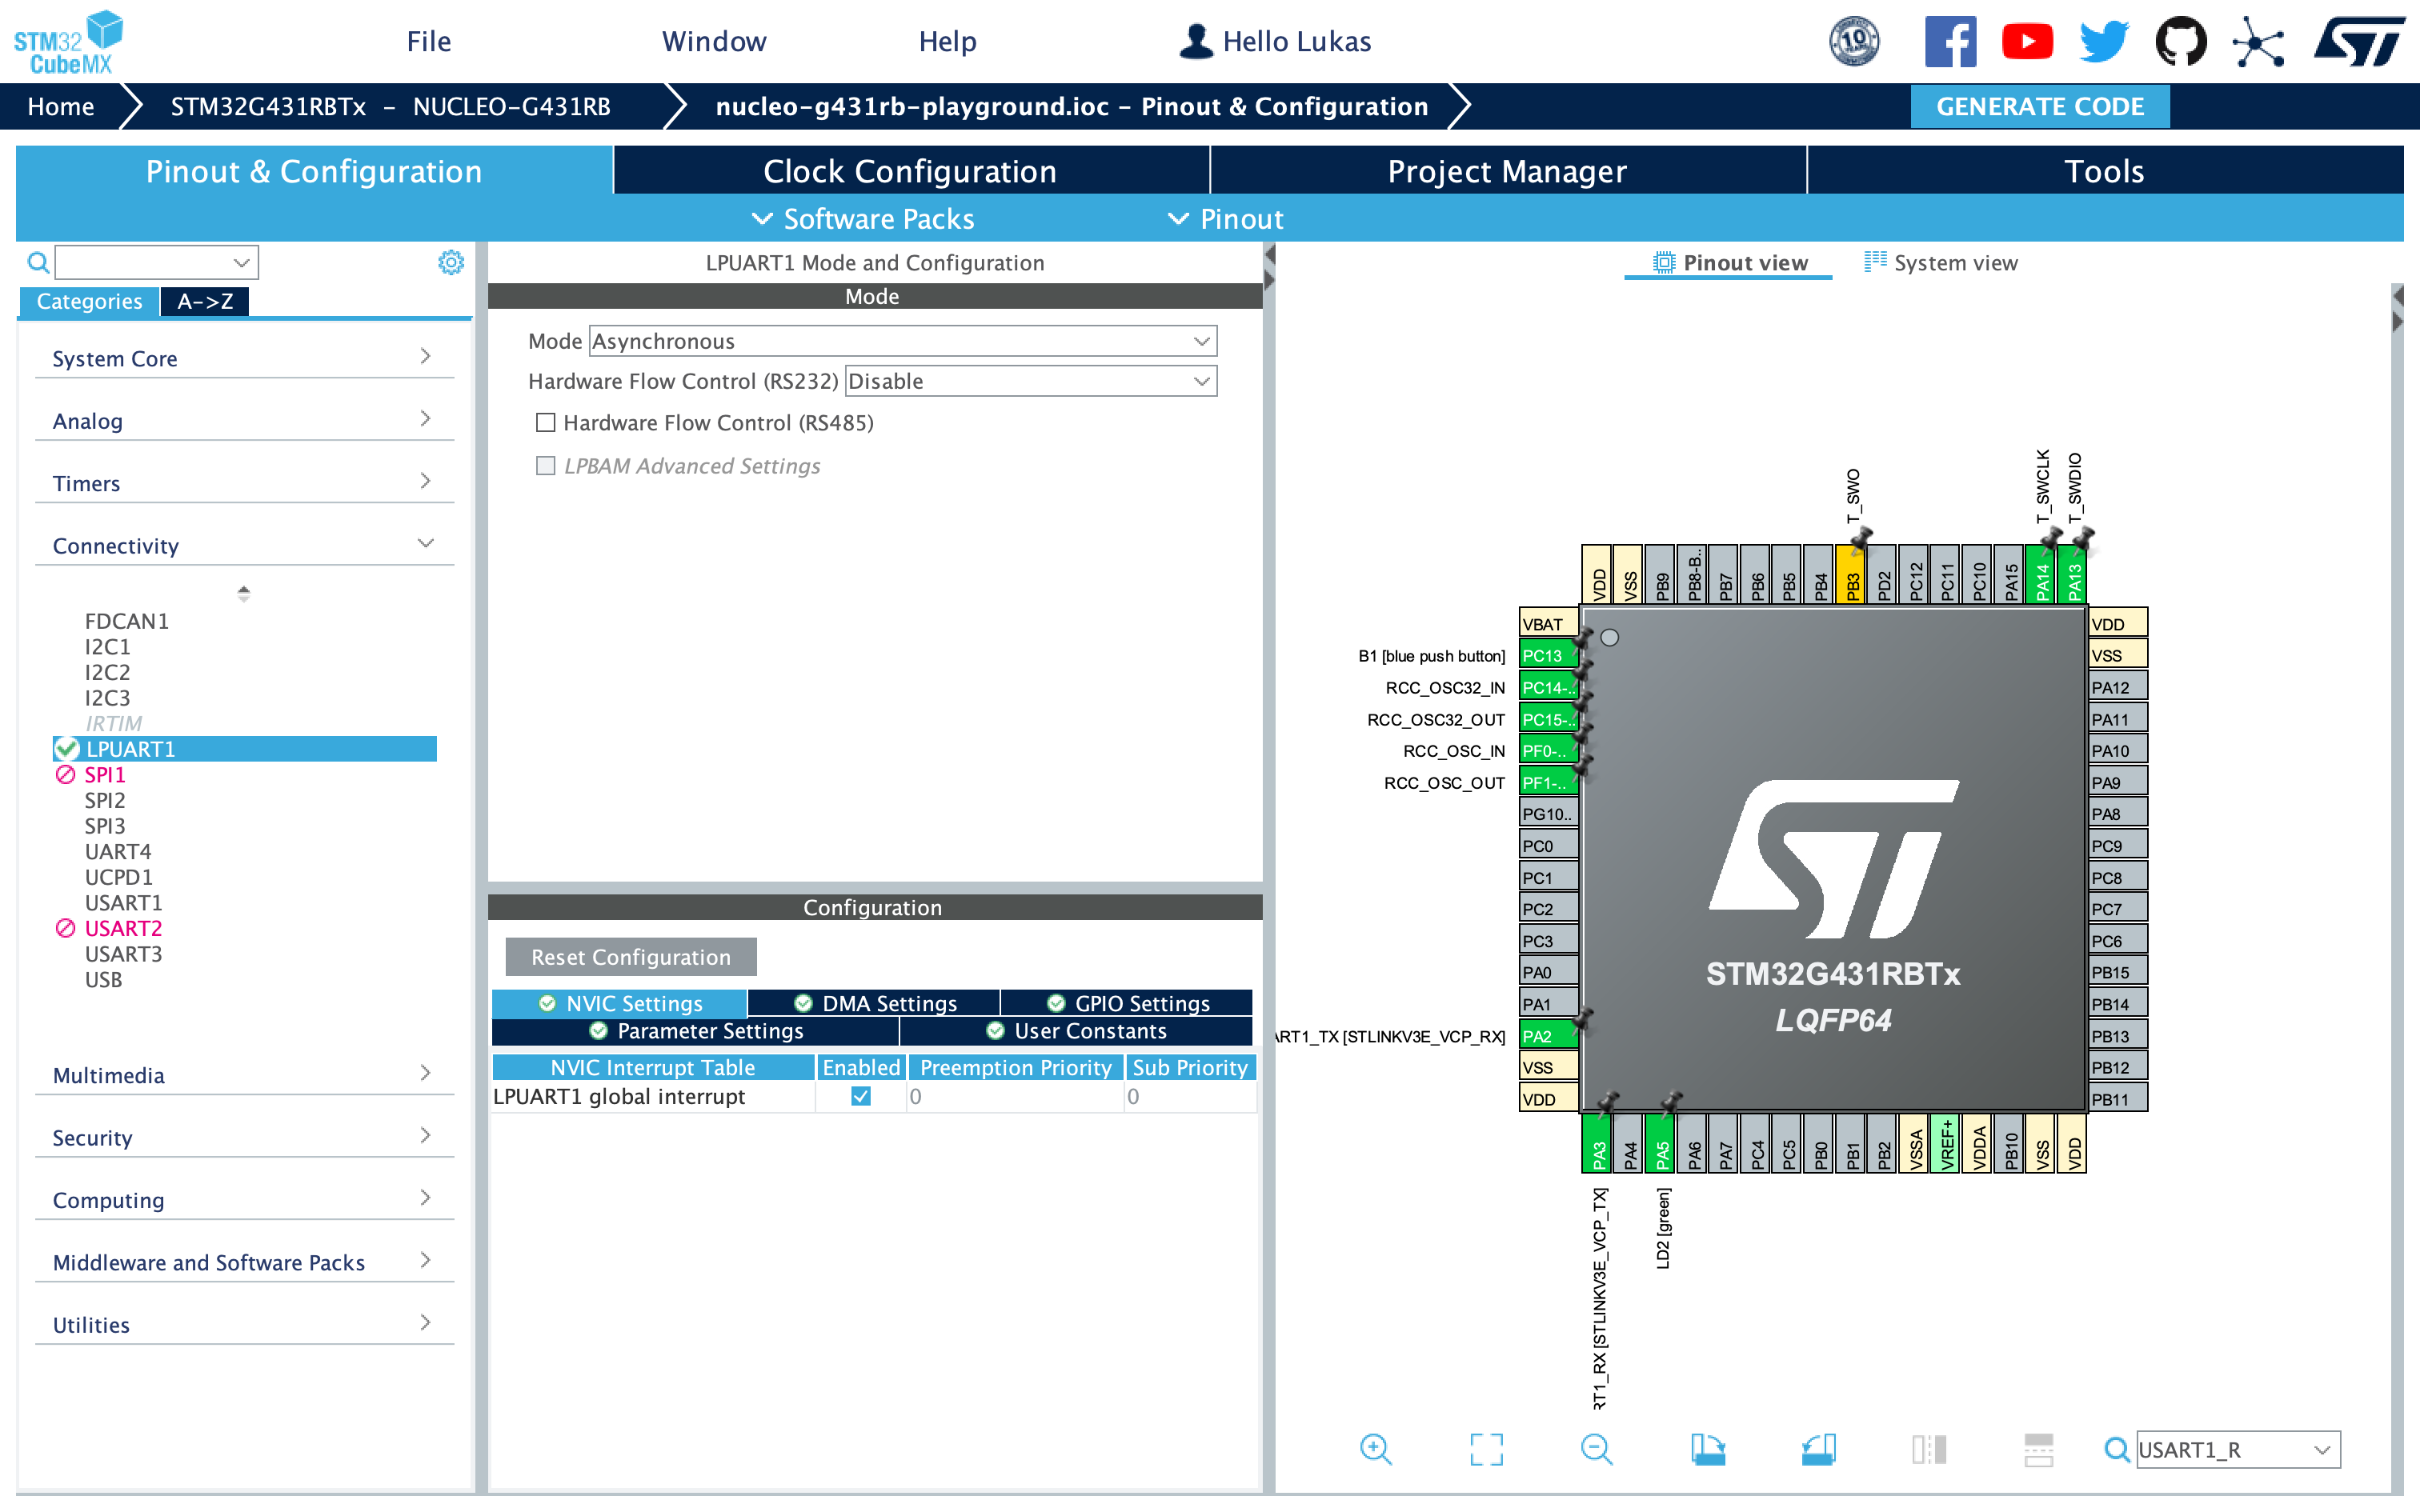 STM32
CubeMX
File
Window
Help
Hello Lukas
10
Home
STM32G431RBTx - NUCLEO-G431RB
nucleo-g431rb-playground.ioc - Pinout & Configuration
GENERATE CODE
Pinout & Configuration
Clock Configuration
Project Manager
Tools
Software Packs
Pinout
Categories
A->Z
System Core
Analog
Timers
Connectivity
FDCAN1
I2C1
I2C2
I2C3
IRTIM
LPUART1
SPI1
SPI2
SPI3
UART4
UCPD1
USART1
USART2
USART3
USB
Multimedia
Security
Computing
Middleware and Software Packs
Utilities
LPUART1 Mode and Configuration
Mode
Mode Asynchronous
Hardware Flow Control (RS232) Disable
Hardware Flow Control (RS485)
LPBAM Advanced Settings
Configuration
Reset Configuration
NVIC Settings
DMA Settings
GPIO Settings
Parameter Settings
User Constants
NVIC Interrupt Table Enabled Preemption Priority Sub Priority
LPUART1 global interrupt 0 0
Pinout view
System view
T_SWO
T_SWCLK
T_SWDIO
VDD
VSS
PB9
PB8-B..
PB7
PB6
PB5
PB4
PB3
PD2
PC12
PC11
PC10
PA15
PA14
PA13
VBAT
B1 [blue push button] PC13
RCC_OSC32_IN PC14-..
RCC_OSC32_OUT PC15-..
RCC_OSC_IN PF0-..
RCC_OSC_OUT PF1-..
PG10..
PC0
PC1
PC2
PC3
PA0
PA1
ART1_TX [STLINKV3E_VCP_RX] PA2
VSS
VDD
ST
STM32G431RBTx
LQFP64
VDD
VSS
PA12
PA11
PA10
PA9
PA8
PC9
PC8
PC7
PC6
PB15
PB14
PB13
PB12
PB11
PA3
PA4
PA5
PA6
PA7
PC4
PC5
PB0
PB1
PB2
VSSA
VREF+
VDDA
PB10
VSS
VDD
RT1_RX [STLINKV3E_VCP_TX]
LD2 [green]
USART1_R